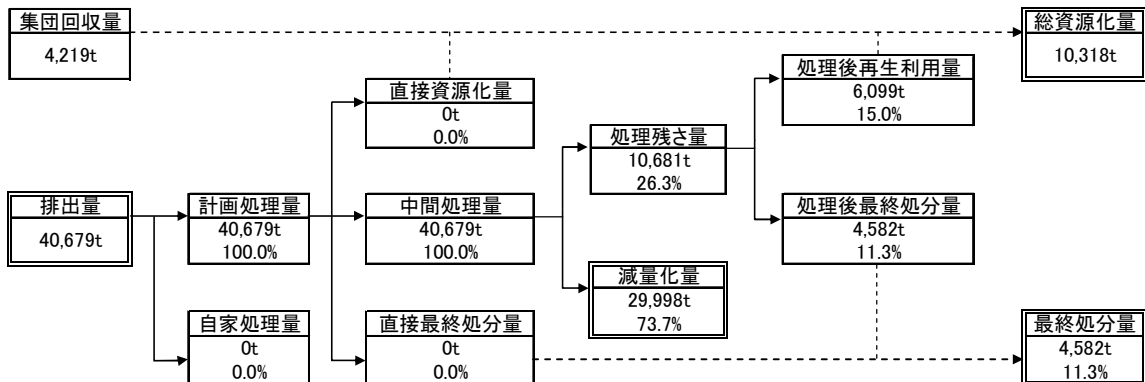 集団回収量
4,219t
総資源化量
10,318t
直接資源化量
0t
0.0%
処理後再生利用量
6,099t
15.0%
処理残さ量
10,681t
26.3%
排出量
40,679t
計画処理量
40,679t
100.0%
中間処理量
40,679t
100.0%
処理後最終処分量
4,582t
11.3%
減量化量
29,998t
73.7%
自家処理量
0t
0.0%
直接最終処分量
0t
0.0%
最終処分量
4,582t
11.3%